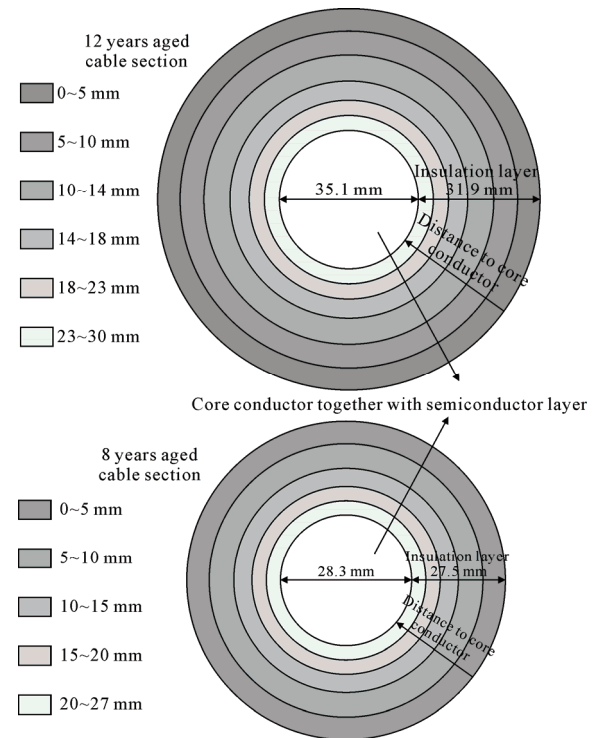 12 years aged
cable section
0~5 mm
5~10 mm
10~14 mm
14~18 mm
18~23 mm
23~30 mm
Insulation layer
35.1 mm
31.9 mm
Distance to core
conductor
Core conductor together with semiconductor layer
8 years aged
cable section
0~5 mm
5~10 mm
10~15 mm
15~20 mm
20~27 mm
Insulation layer
28.3 mm
27.5 mm
Distance to core
conductor